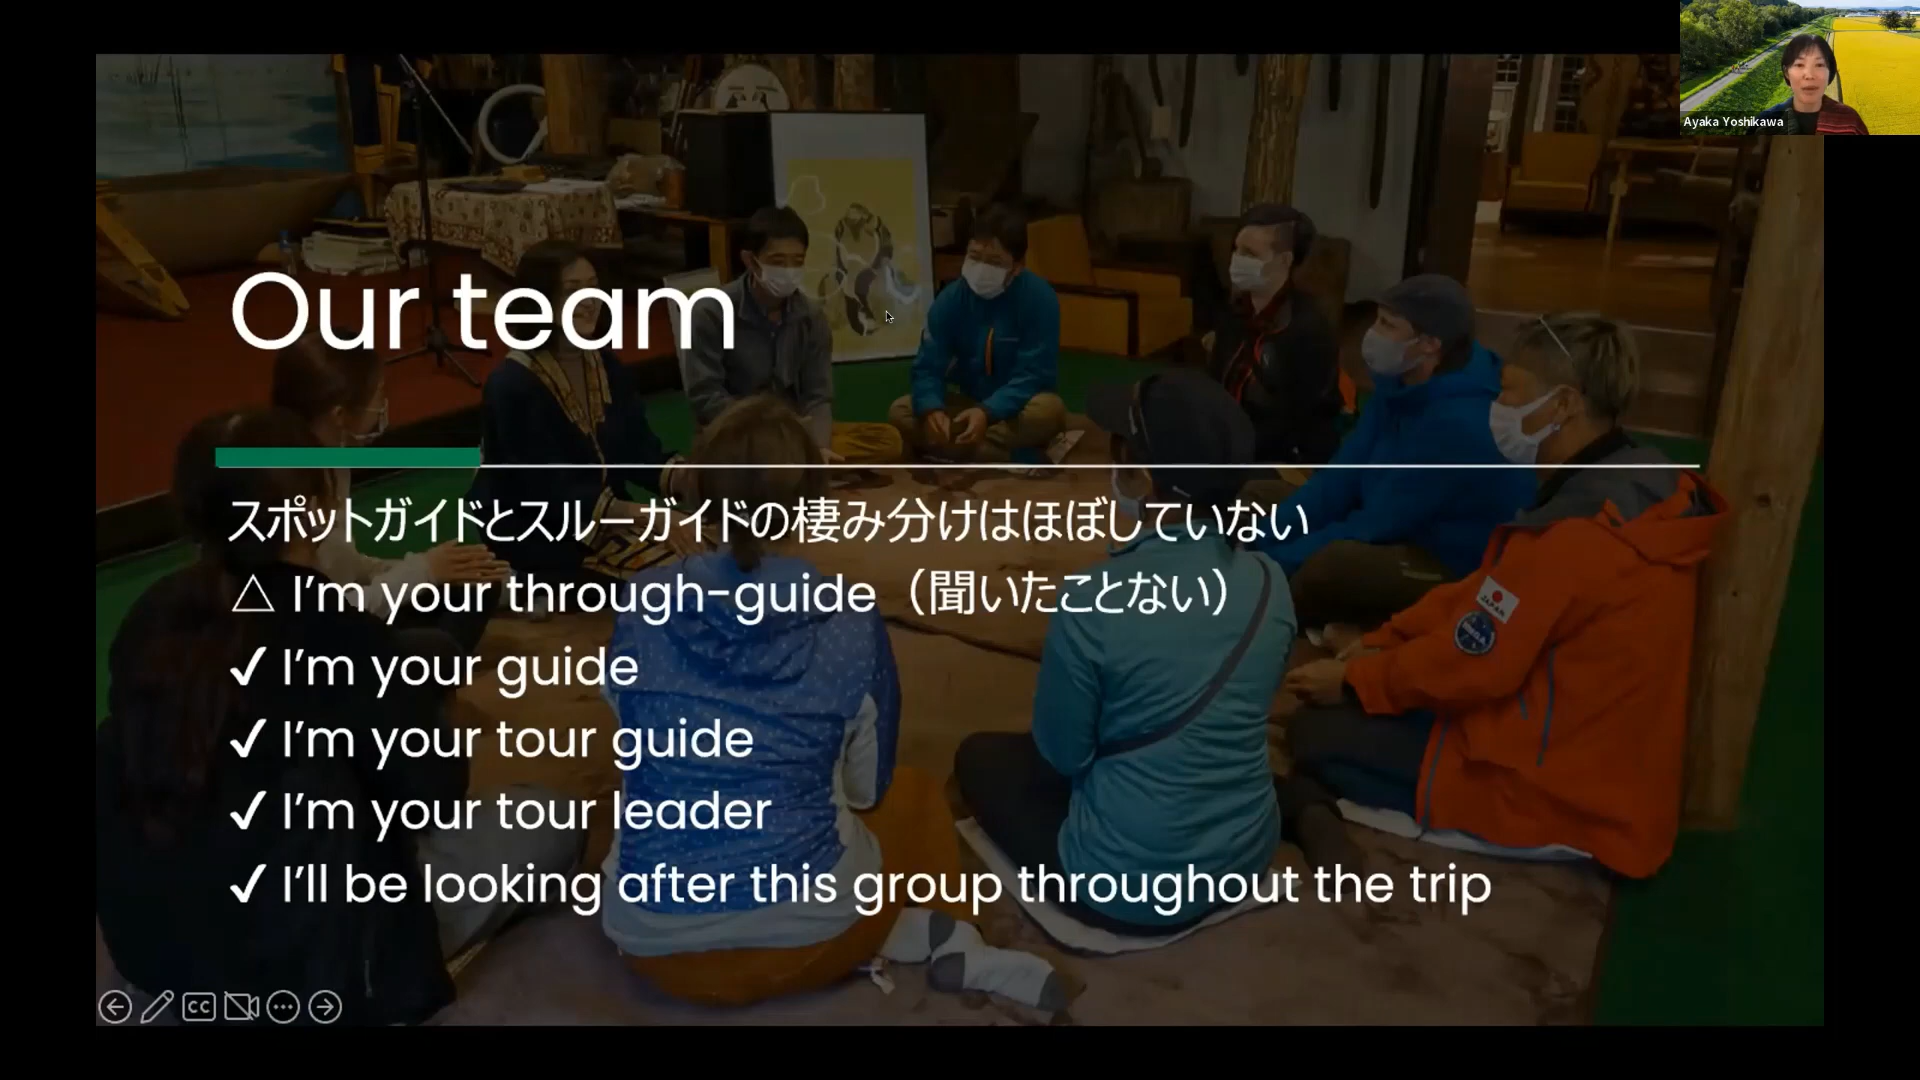 Ayaka Yoshikawa
Our team
スポットガイドとスルーガイドの棲み分けはほぼしていない
△ I'm your through-guide（聞いたことない）
✓ I'm your guide
✓ I'm your tour guide
✓ I'm your tour leader
✓ I'll be looking after this group throughout the trip
JAPAN
CC